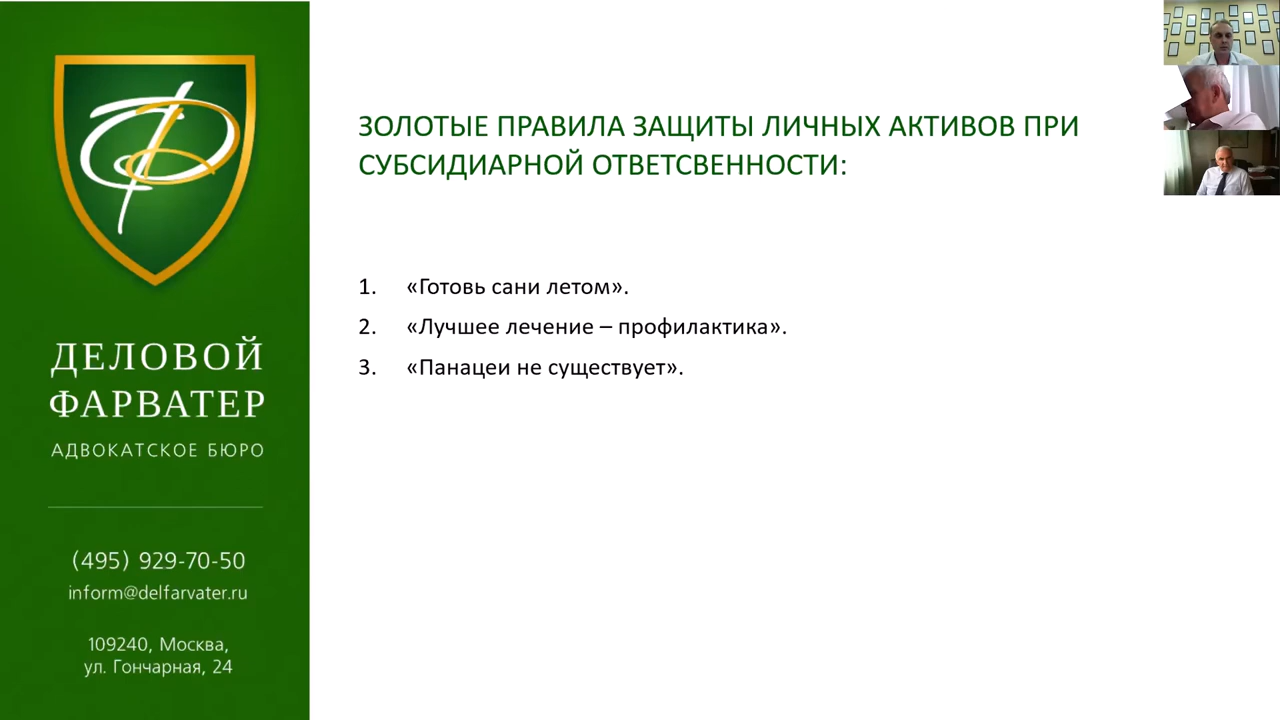 ДЕЛОВОЙ
ФАРВАТЕР
АДВОКАТСКОЕ БЮРО
(495) 929-70-50
inform@delfarvater.ru
109240, Москва,
ул. Гончарная, 24
ЗОЛОТЫЕ ПРАВИЛА ЗАЩИТЫ ЛИЧНЫХ АКТИВОВ ПРИ
СУБСИДИАРНОЙ ОТВЕТСВЕННОСТИ:
1. «Готовь сани летом».
2. «Лучшее лечение – профилактика».
3. «Панацеи не существует».